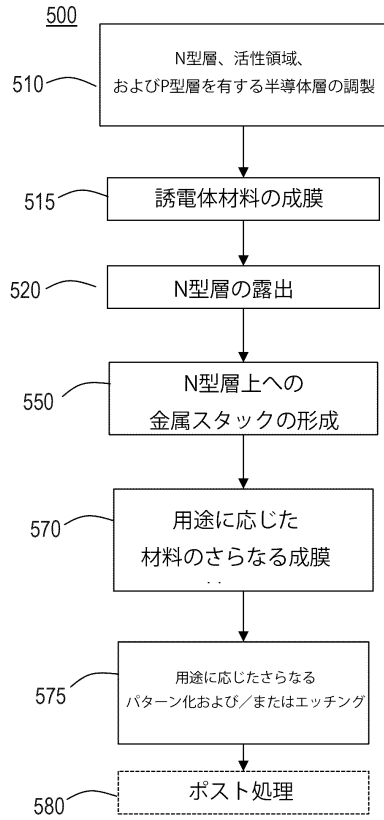 500
510
N型層、活性領域、
およびP型層を有する半導体層の調製
515
誘電体材料の成膜
520
N型層の露出
550
N型層上への
金属スタックの形成
570
用途に応じた
材料のさらなる成膜
575
用途に応じたさらなる
パターン化および／またはエッチング
580
ポスト処理